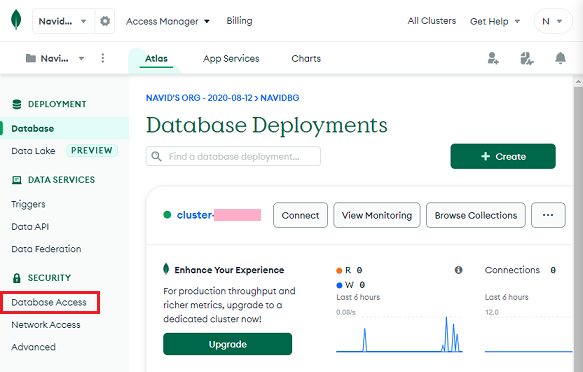 Navid... Access Manager Billing All Clusters Get Help N
Navi... Atlas App Services Charts
DEPLOYMENT
Database
Data Lake PREVIEW
DATA SERVICES
Triggers
Data API
Data Federation
SECURITY
Database Access
Network Access
Advanced
NAVID'S ORG - 2020-08-12 > NAVIDBG
Database Deployments
Find a database deployment...
+ Create
cluster- Connect View Monitoring Browse Collections ...
Enhance Your Experience
For production throughput and
richer metrics, upgrade to a
dedicated cluster now!
Upgrade
R 0
W 0
Last 6 hours
0.08/s
Connections 0
Last 6 hours
12.0